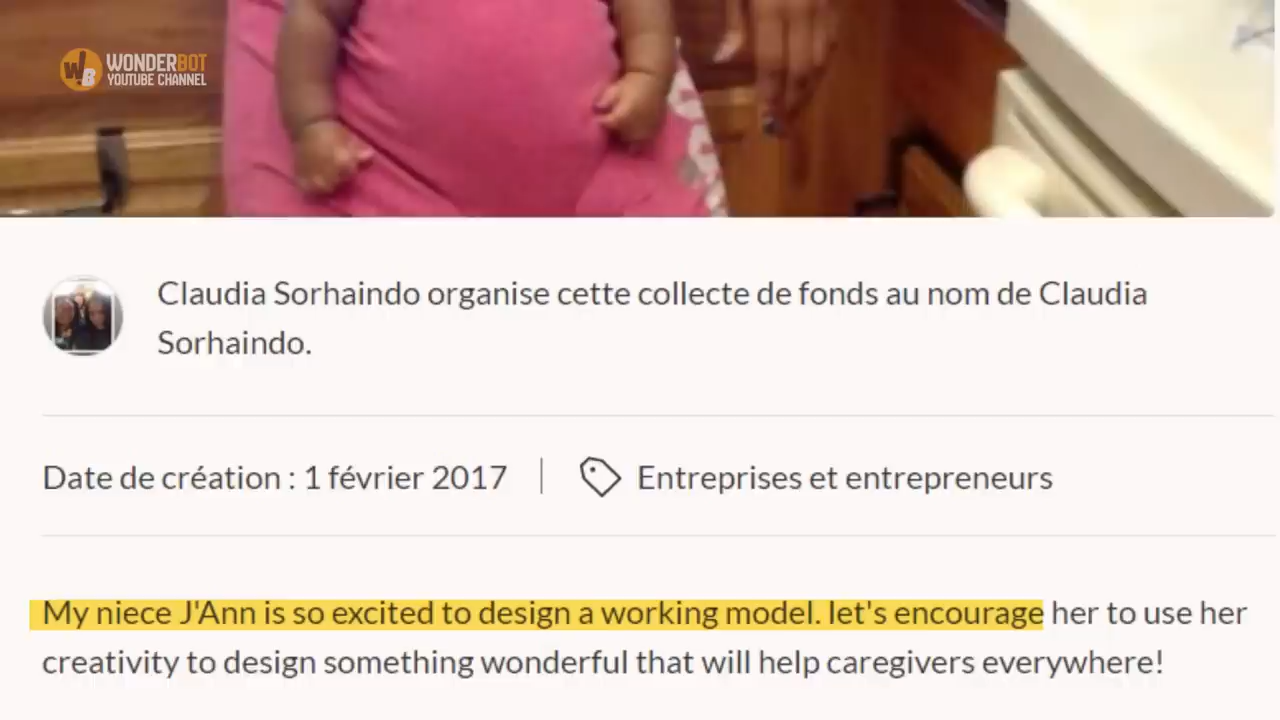 WONDERBOT
YOUTUBE CHANNEL
Claudia Sorhaindo organise cette collecte de fonds au nom de Claudia
Sorhaindo.
Date de création : 1 février 2017
Entreprises et entrepreneurs
My niece J'Ann is so excited to design a working model. let's encourage her to use her
creativity to design something wonderful that will help caregivers everywhere!